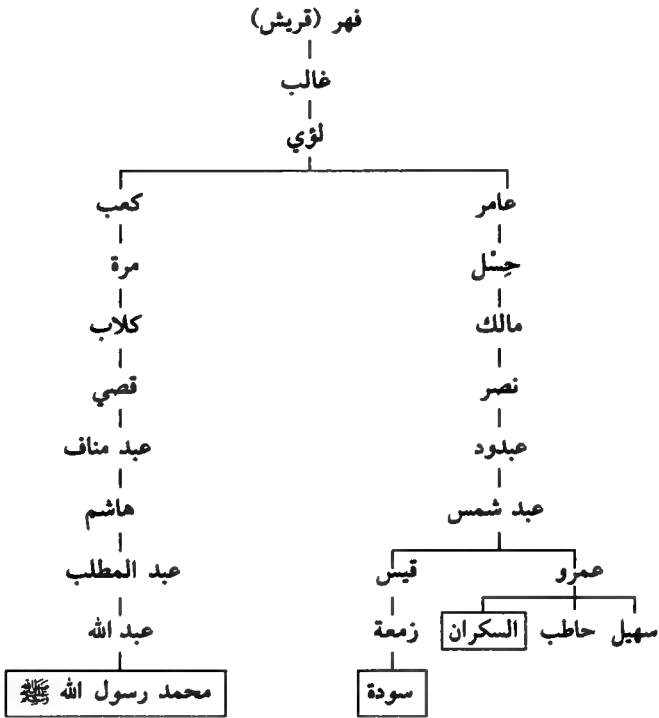 فهر (قريش)
غالب
لؤي
عامر كعب
حِسْل مرة
مالك كلاب
نصر قصي
عبدود عبد مناف
عبد شمس هاشم
عمرو قيس عبد المطلب
سهيل حاطب السكران زمعة عبد الله
سودة محمد رسول الله ﷺ